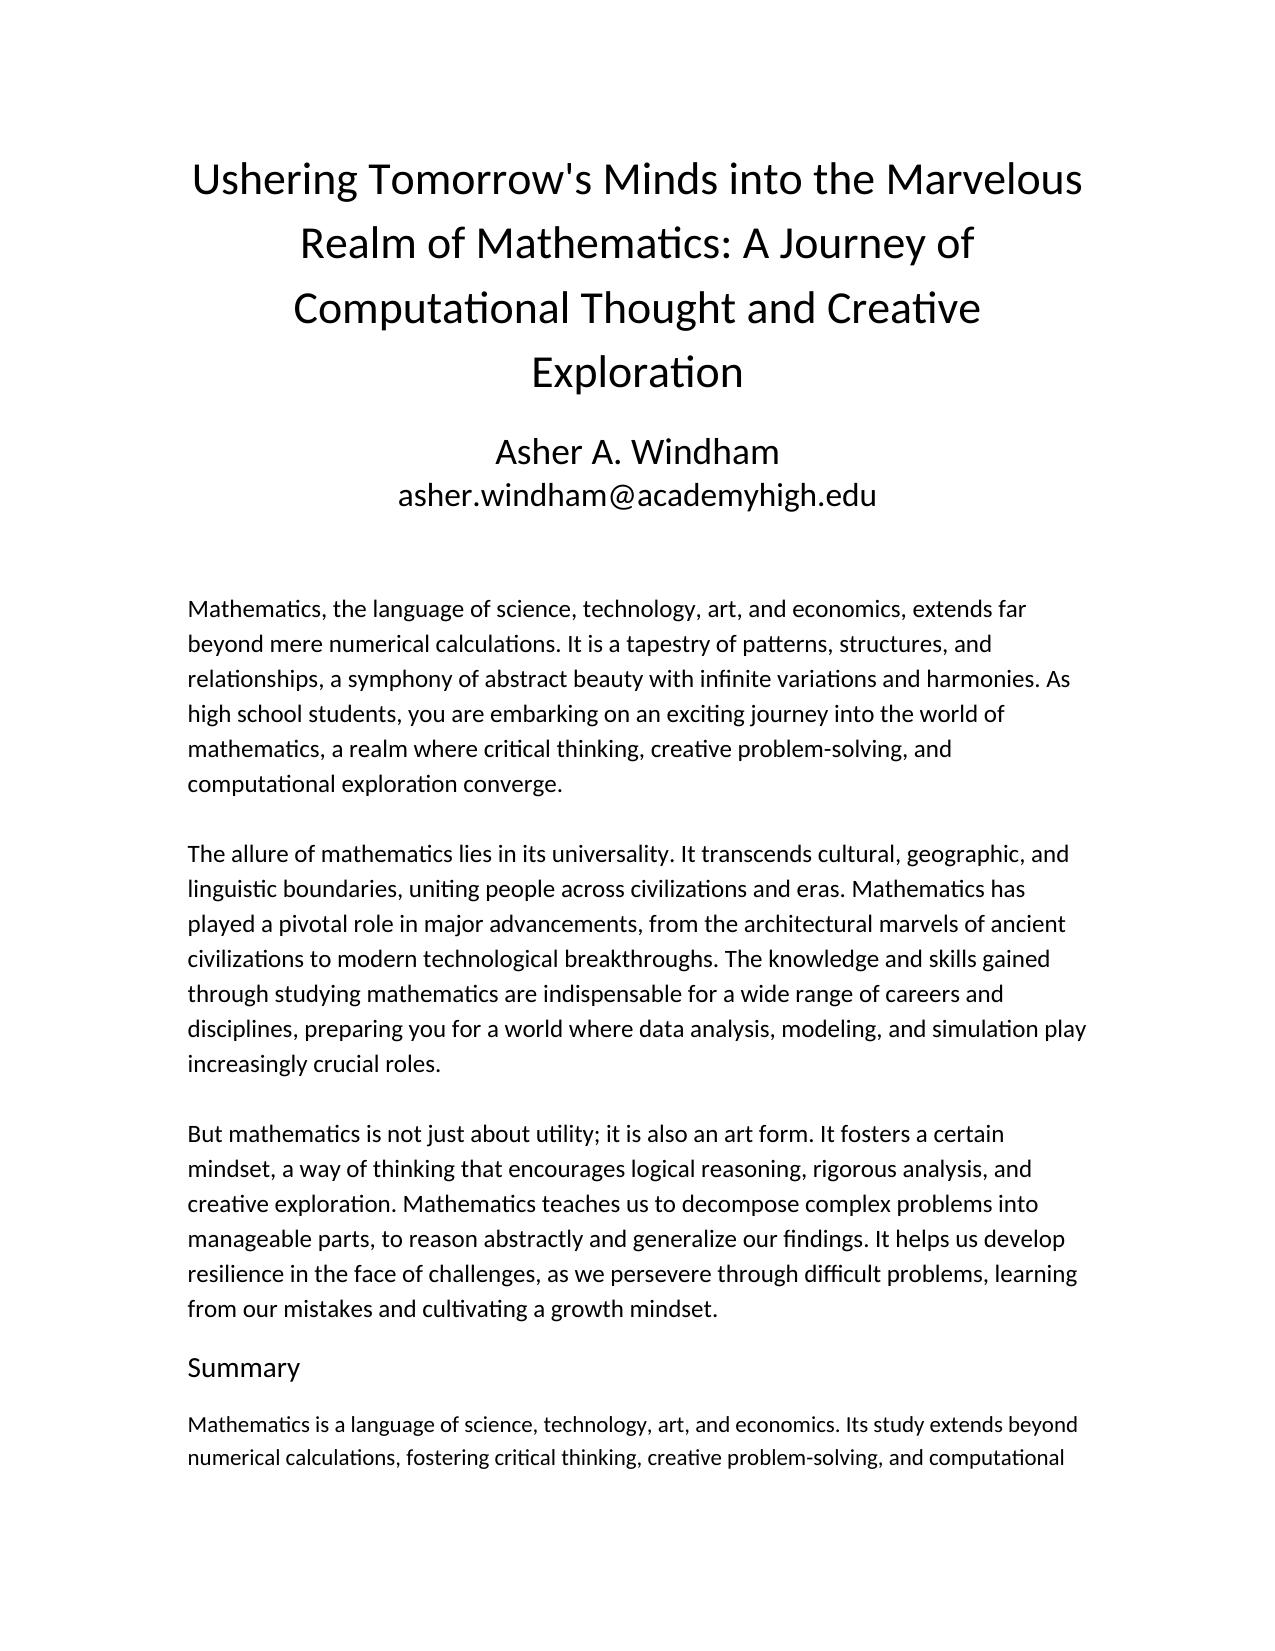 Ushering Tomorrow's Minds into the Marvelous
Realm of Mathematics: A Journey of
Computational Thought and Creative
Exploration
Asher A. Windham
asher.windham@academyhigh.edu
Mathematics, the language of science, technology, art, and economics, extends far
beyond mere numerical calculations. It is a tapestry of patterns, structures, and
relationships, a symphony of abstract beauty with infinite variations and harmonies. As
high school students, you are embarking on an exciting journey into the world of
mathematics, a realm where critical thinking, creative problem-solving, and
computational exploration converge.
The allure of mathematics lies in its universality. It transcends cultural, geographic, and
linguistic boundaries, uniting people across civilizations and eras. Mathematics has
played a pivotal role in major advancements, from the architectural marvels of ancient
civilizations to modern technological breakthroughs. The knowledge and skills gained
through studying mathematics are indispensable for a wide range of careers and
disciplines, preparing you for a world where data analysis, modeling, and simulation play
increasingly crucial roles.
But mathematics is not just about utility; it is also an art form. It fosters a certain
mindset, a way of thinking that encourages logical reasoning, rigorous analysis, and
creative exploration. Mathematics teaches us to decompose complex problems into
manageable parts, to reason abstractly and generalize our findings. It helps us develop
resilience in the face of challenges, as we persevere through difficult problems, learning
from our mistakes and cultivating a growth mindset.
Summary
Mathematics is a language of science, technology, art, and economics. Its study extends beyond
numerical calculations, fostering critical thinking, creative problem-solving, and computational